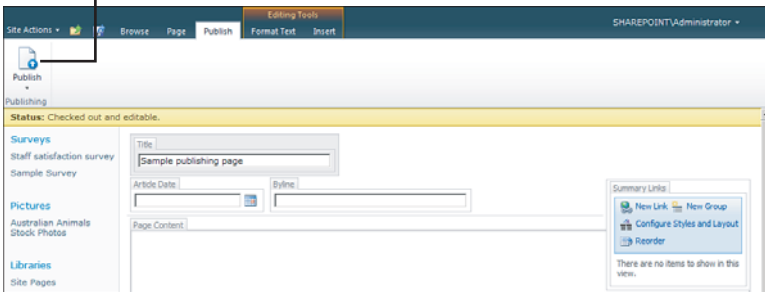 Editing Tools
SHAREPOINT\Administrator
Site Actions Browse Page Publish Format Text Insert
Publish
Publishing
Status: Checked out and editable.
Surveys
Staff satisfaction survey
Sample Survey
Pictures
Australian Animals
Stock Photos
Libraries
Site Pages
Title
Sample publishing page
Article Date
Byline
Page Content
Summary Links
New Link New Group
Configure Styles and Layout
Reorder
There are no items to show in this
view.